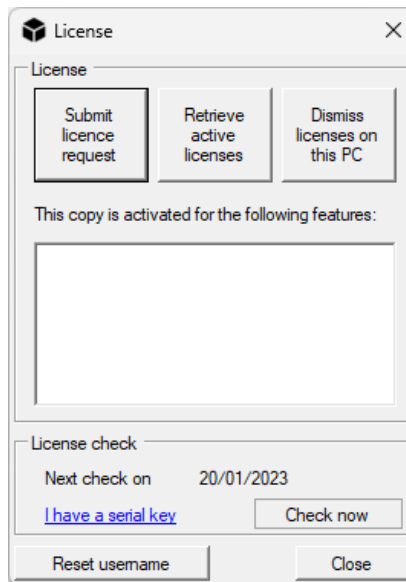 License
License
Submit
licence
request
Retrieve
active
licenses
Dismiss
licenses on
this PC
This copy is activated for the following features:
License check
Next check on 20/01/2023
I have a serial key
Check now
Reset username
Close